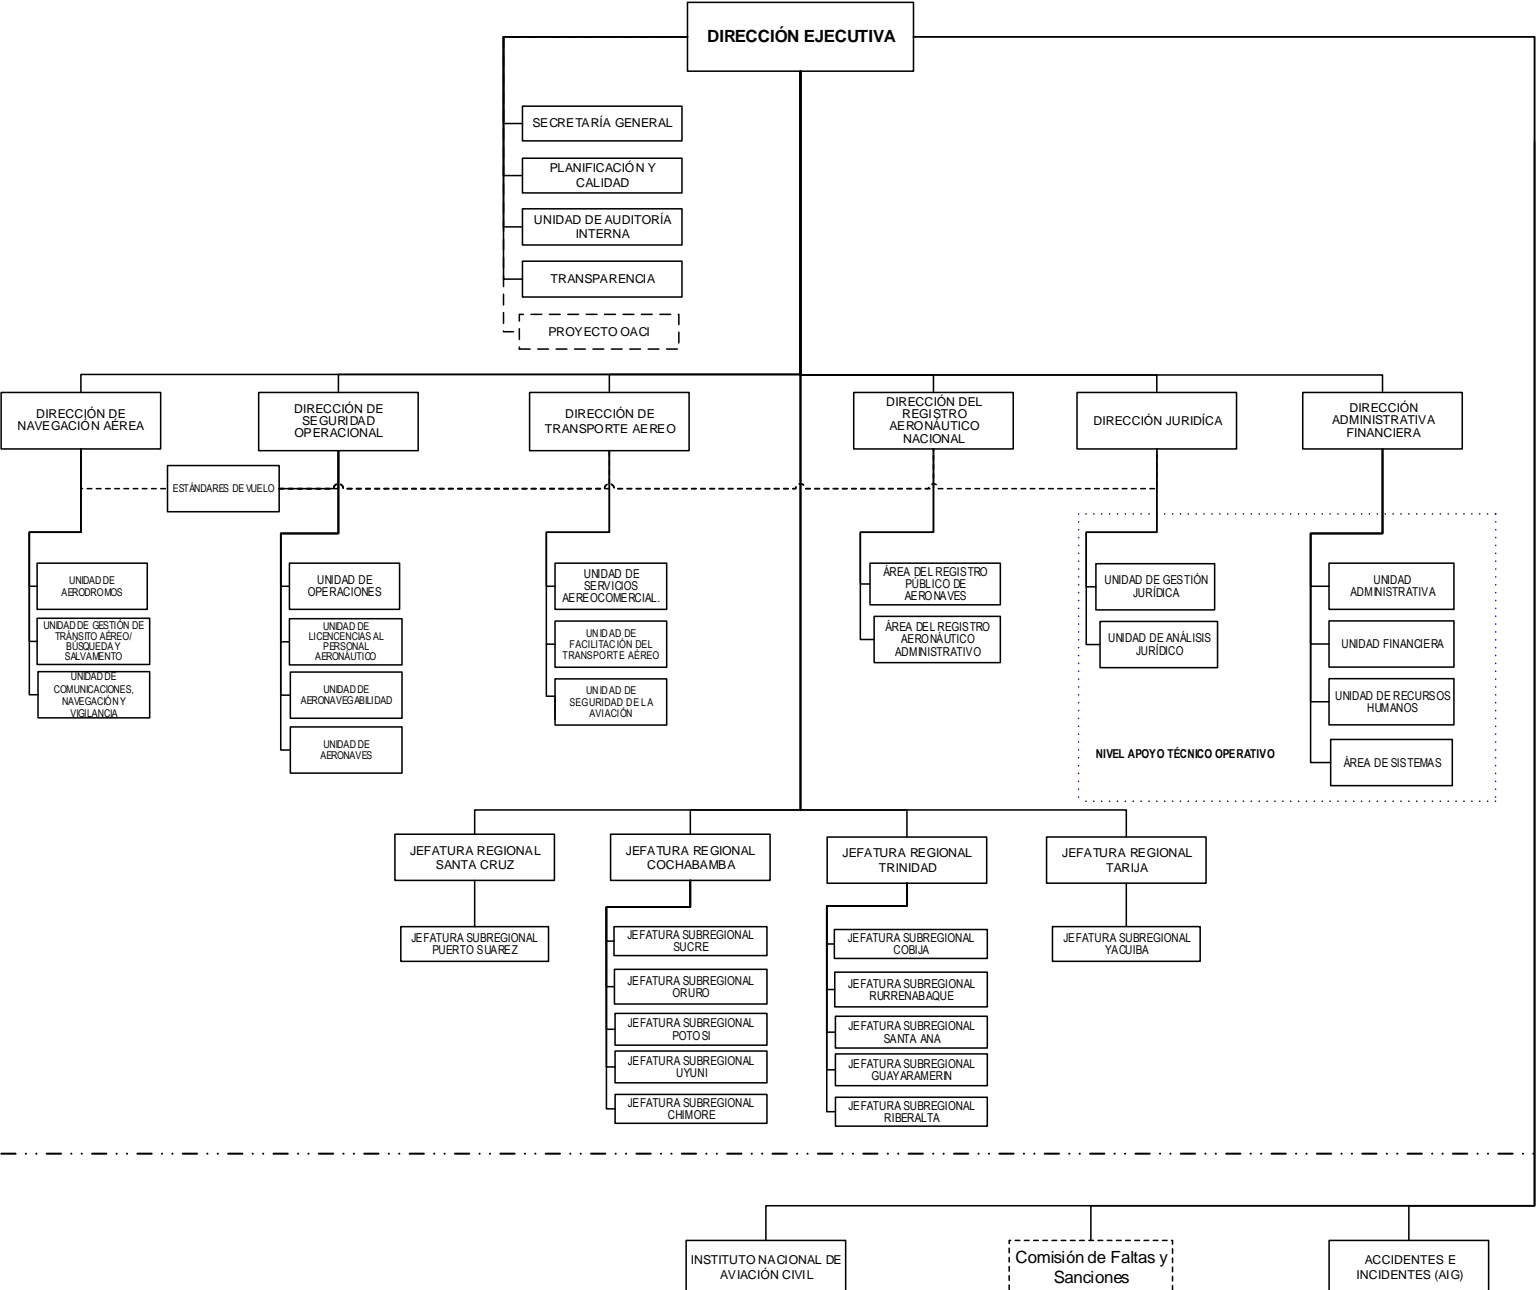 DIRECCIÓN EJECUTIVA
SECRETARÍA GENERAL
PLANIFICACIÓN Y
CALIDAD
UNIDAD DE AUDITORÍA
INTERNA
TRANSPARENCIA
PROYECTO OACI
DIRECCIÓN DE
NAVEGACIÓN AÉREA
DIRECCIÓN DE
SEGURIDAD
OPERACIONAL
DIRECCIÓN DE
TRANSPORTE AEREO
DIRECCIÓN DEL
REGISTRO
AERONÁUTICO
NACIONAL
DIRECCIÓN JURIDÍCA
DIRECCIÓN
ADMINISTRATIVA
FINANCIERA
ESTÁNDARES DE VUELO
UNIDAD DE
AERODROMOS
UNIDAD DE GESTIÓN DE
TRÁNSITO AÉREO/
BÚSQUEDA Y
SALVAMENTO
UNIDAD DE
COMUNICACIONES,
NAVEGACIÓN Y
VIGILANCIA
UNIDAD DE
OPERACIONES
UNIDAD DE
LICENCENCIAS AL
PERSONAL
AERONÁUTICO
UNIDAD DE
AERONAVEGABILIDAD
UNIDAD DE
AERONAVES
UNIDAD DE
SERVICIOS
AEREOCOMERCIAL.
UNIDAD DE
FACILITACIÓN DEL
TRANSPORTE AÉREO
UNIDAD DE
SEGURIDAD DE LA
AVIACIÓN
ÁREA DEL REGISTRO
PÚBLICO DE
AERONAVES
ÁREA DEL REGISTRO
AERONÁUTICO
ADMINISTRATIVO
UNIDAD DE GESTIÓN
JURÍDICA
UNIDAD DE ANÁLISIS
JURÍDICO
UNIDAD
ADMINISTRATIVA
UNIDAD FINANCIERA
UNIDAD DE RECURSOS
HUMANOS
ÁREA DE SISTEMAS
NIVEL APOYO TÉCNICO OPERATIVO
JEFATURA REGIONAL
SANTA CRUZ
JEFATURA REGIONAL
COCHABAMBA
JEFATURA REGIONAL
TRINIDAD
JEFATURA REGIONAL
TARIJA
JEFATURA SUBREGIONAL
PUERTO SUAREZ
JEFATURA SUBREGIONAL
SUCRE
JEFATURA SUBREGIONAL
ORURO
JEFATURA SUBREGIONAL
POTOSI
JEFATURA SUBREGIONAL
UYUNI
JEFATURA SUBREGIONAL
CHIMORE
JEFATURA SUBREGIONAL
COBIJA
JEFATURA SUBREGIONAL
RURRENABAQUE
JEFATURA SUBREGIONAL
SANTA ANA
JEFATURA SUBREGIONAL
GUAYARAMERIN
JEFATURA SUBREGIONAL
RIBERALTA
JEFATURA SUBREGIONAL
YACUIBA
INSTITUTO NACIONAL DE
AVIACIÓN CIVIL
Comisión de Faltas y
Sanciones
ACCIDENTES E
INCIDENTES (AIG)